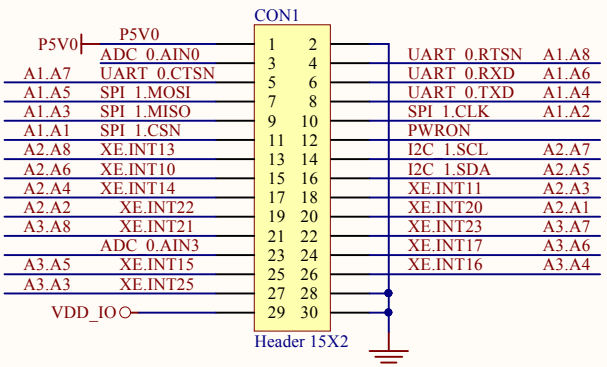 CON1
P5V0 P5V0 1 2
ADC_0.AIN0 3 4 UART_0.RTSN A1.A8
A1.A7 UART_0.CTSN 5 6 UART_0.RXD A1.A6
A1.A5 SPI_1.MOSI 7 8 UART_0.TXD A1.A4
A1.A3 SPI_1.MISO 9 10 SPI_1.CLK A1.A2
A1.A1 SPI_1.CSN 11 12 PWRON
A2.A8 XE.INT13 13 14 I2C_1.SCL A2.A7
A2.A6 XE.INT10 15 16 I2C_1.SDA A2.A5
A2.A4 XE.INT14 17 18 XE.INT11 A2.A3
A2.A2 XE.INT22 19 20 XE.INT20 A2.A1
A3.A8 XE.INT21 21 22 XE.INT23 A3.A7
ADC_0.AIN3 23 24 XE.INT17 A3.A6
A3.A5 XE.INT15 25 26 XE.INT16 A3.A4
A3.A3 XE.INT25 27 28
VDD_IO 29 30
Header 15X2